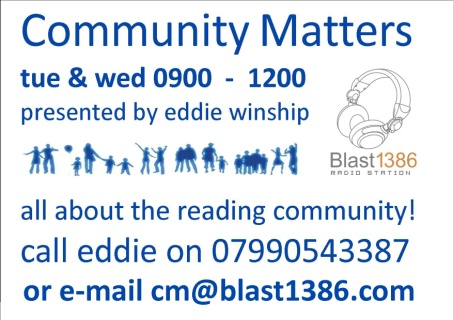 Community Matters
tue & wed 0900 - 1200
presented by eddie winship
Blast1386
RADIO STATION
all about the reading community!
call eddie on 07990543387
or e-mail cm@blast1386.com